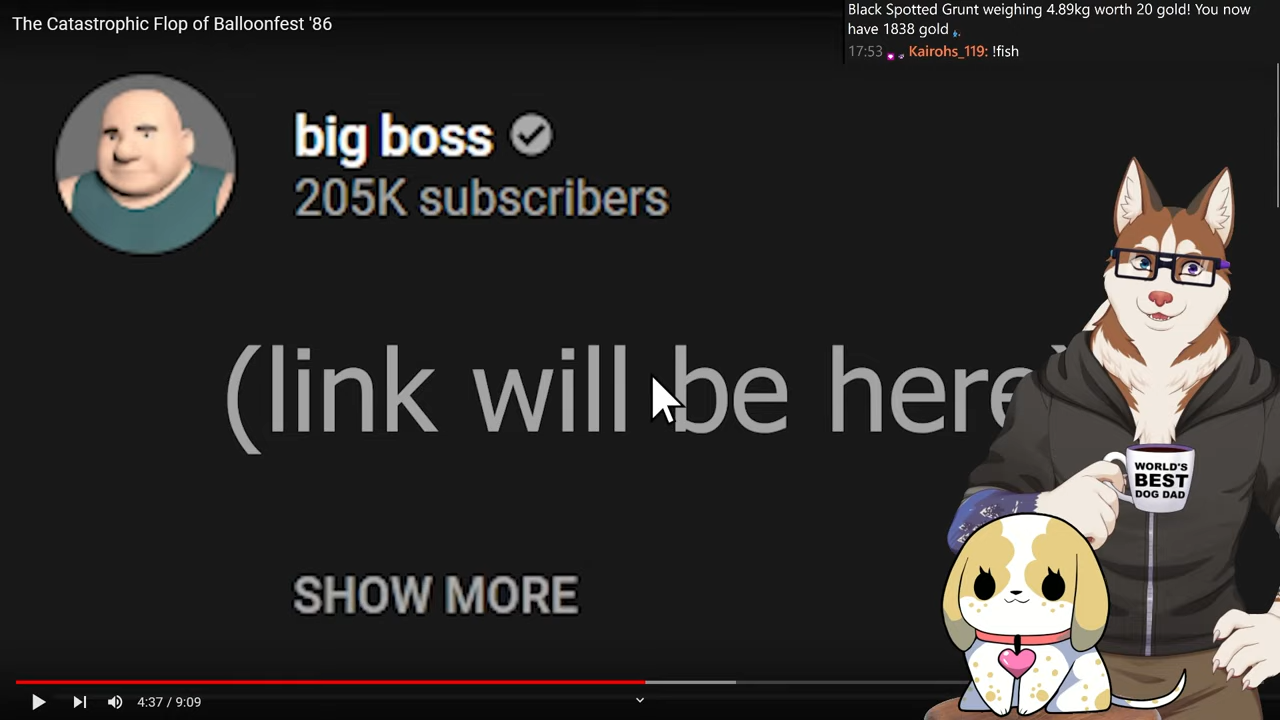 The Catastrophic Flop of Balloonfest '86
Black Spotted Grunt weighing 4.89kg worth 20 gold! You now
have 1838 gold
17:53 Kairohs_119: !fish
big boss
205K subscribers
(link will be here
SHOW MORE
WORLD'S
BEST
DOG DAD
4:37 / 9:09